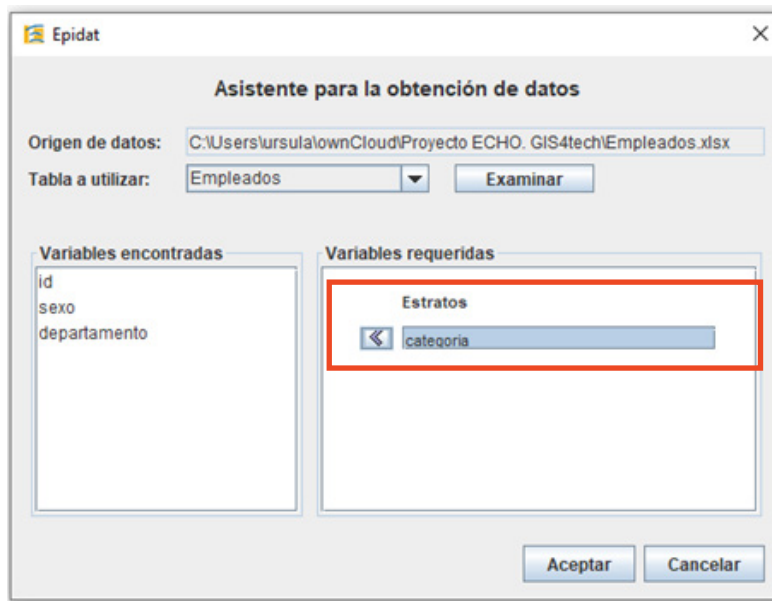 Epidat
Asistente para la obtención de datos
Origen de datos: C:\Users\ursula\ownCloud\Proyecto ECHO. GIS4tech\Empleados.xlsx
Tabla a utilizar: Empleados Examinar
Variables encontradas
id
sexo
departamento
Variables requeridas
Estratos
categoria
Aceptar Cancelar